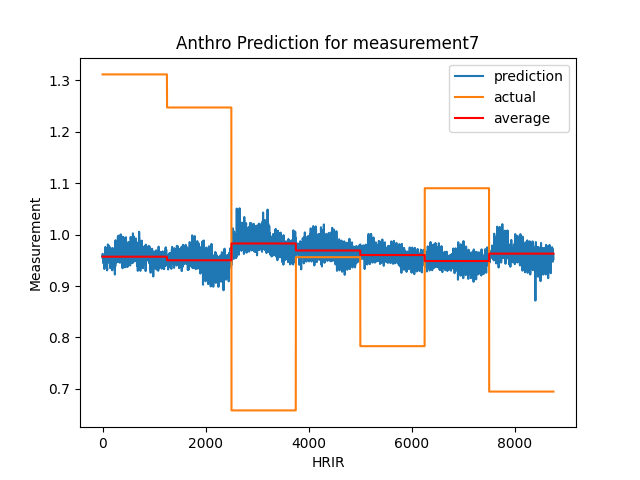 Anthro Prediction for measurement7
prediction
actual
average
Measurement
1.3
1.2
1.1
1.0
0.9
0.8
0.7
0
2000
4000
6000
8000
HRIR